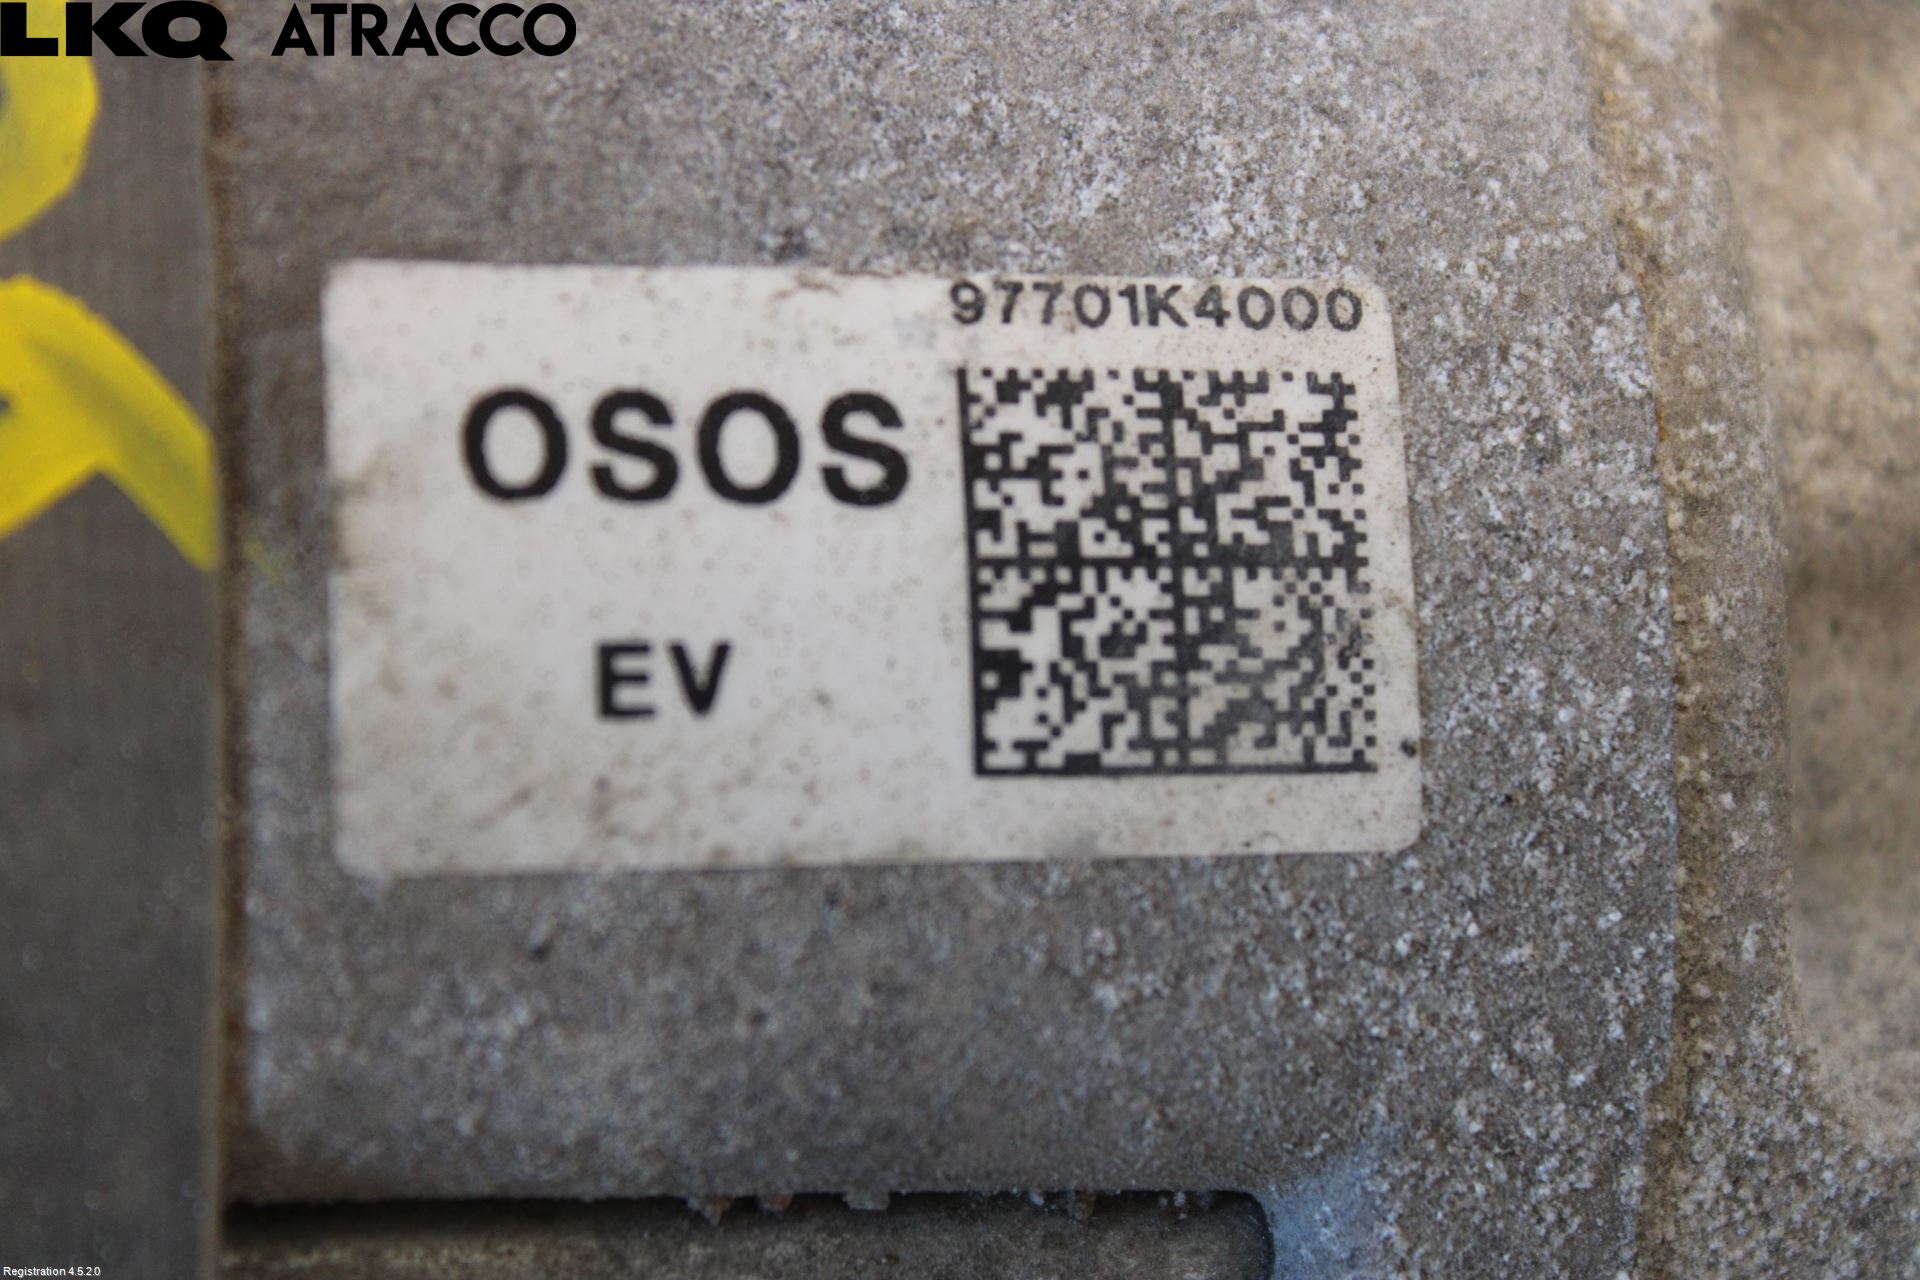 LKQ ATRACCO
97701K4000
OSOS
EV
Registration 4.5.2.0